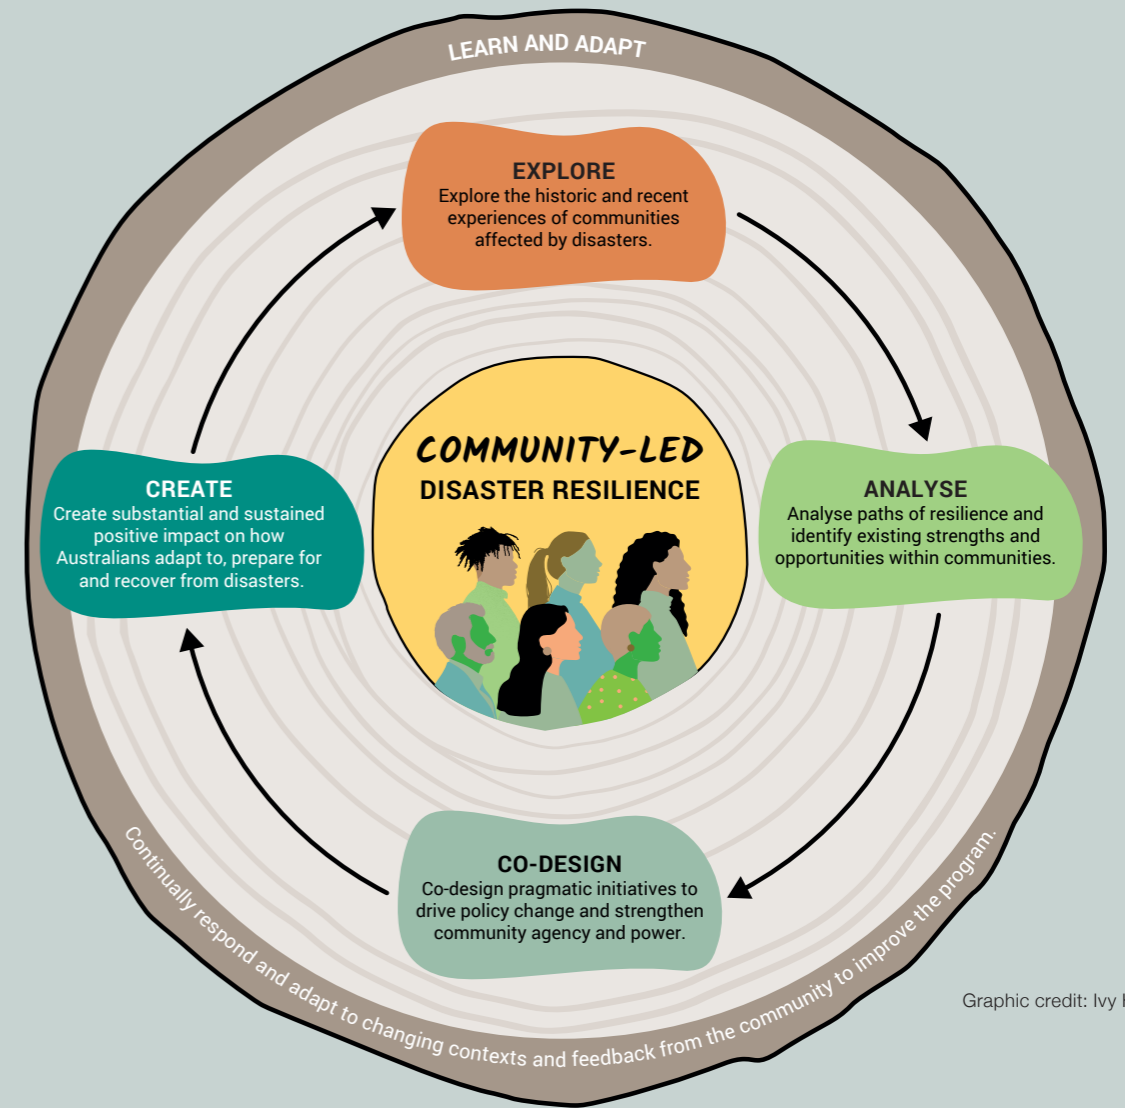 LEARN AND ADAPT
EXPLORE
Explore the historic and recent
experiences of communities
affected by disasters.
COMMUNITY-LED
DISASTER RESILIENCE
CREATE
Create substantial and sustained
positive impact on how
Australians adapt to, prepare for
and recover from disasters.
ANALYSE
Analyse paths of resilience and
identify existing strengths and
opportunities within communities.
CO-DESIGN
Co-design pragmatic initiatives to
drive policy change and strengthen
community agency and power.
Continually respond and adapt to changing contexts and feedback from the community to improve the program.
Graphic credit: Ivy